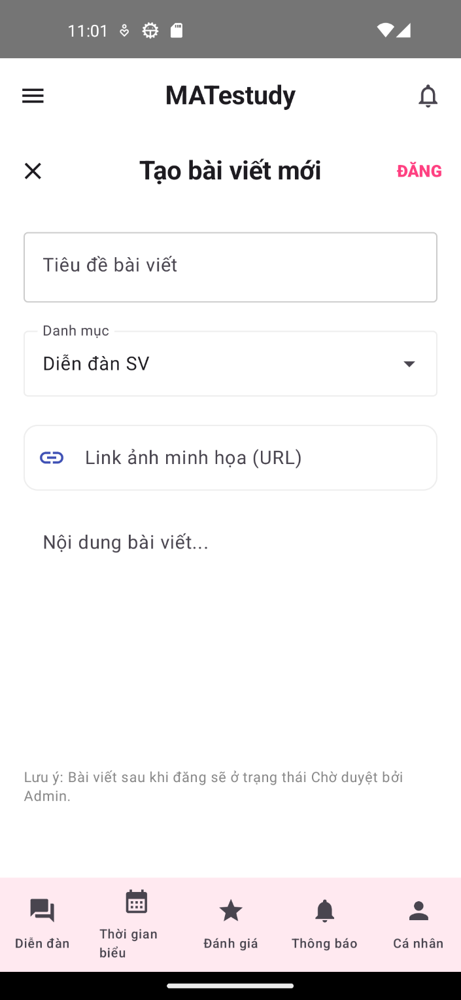 11:01
MATestudy
Tạo bài viết mới
ĐĂNG
Tiêu đề bài viết
Danh mục
Diễn đàn SV
Link ảnh minh họa (URL)
Nội dung bài viết...
Lưu ý: Bài viết sau khi đăng sẽ ở trạng thái Chờ duyệt bởi
Admin.
Diễn đàn
Thời gian
biểu
Đánh giá
Thông báo
Cá nhân